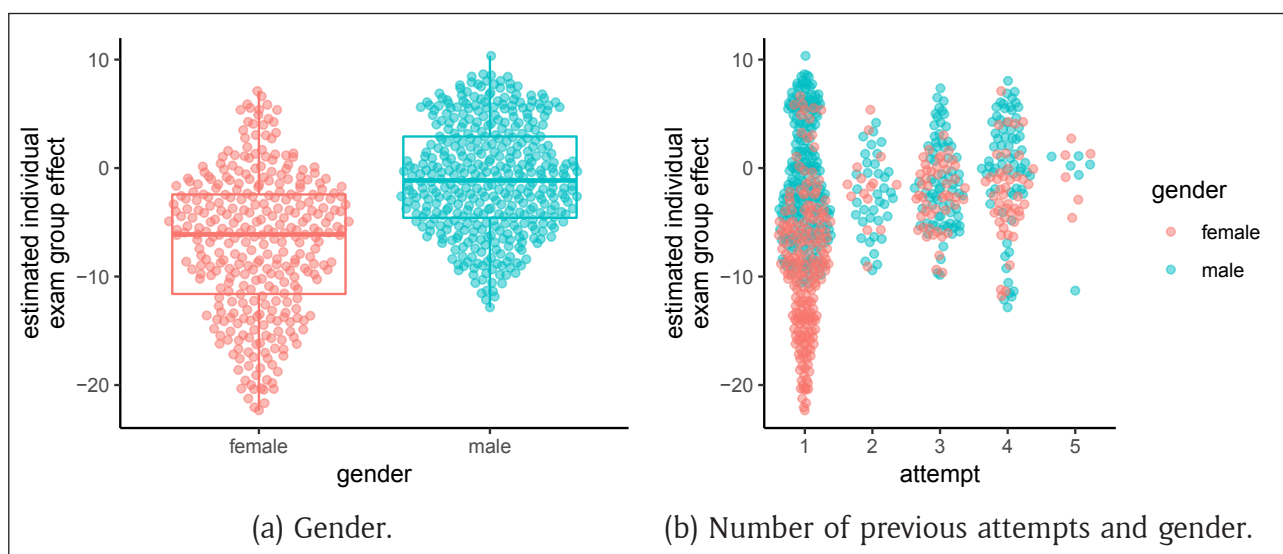 estimated individual
exam group effect
10
0
−10
−20
female
male
gender
(a) Gender.
estimated individual
exam group effect
10
0
−10
−20
1
2
3
4
5
attempt
gender
female
male
(b) Number of previous attempts and gender.